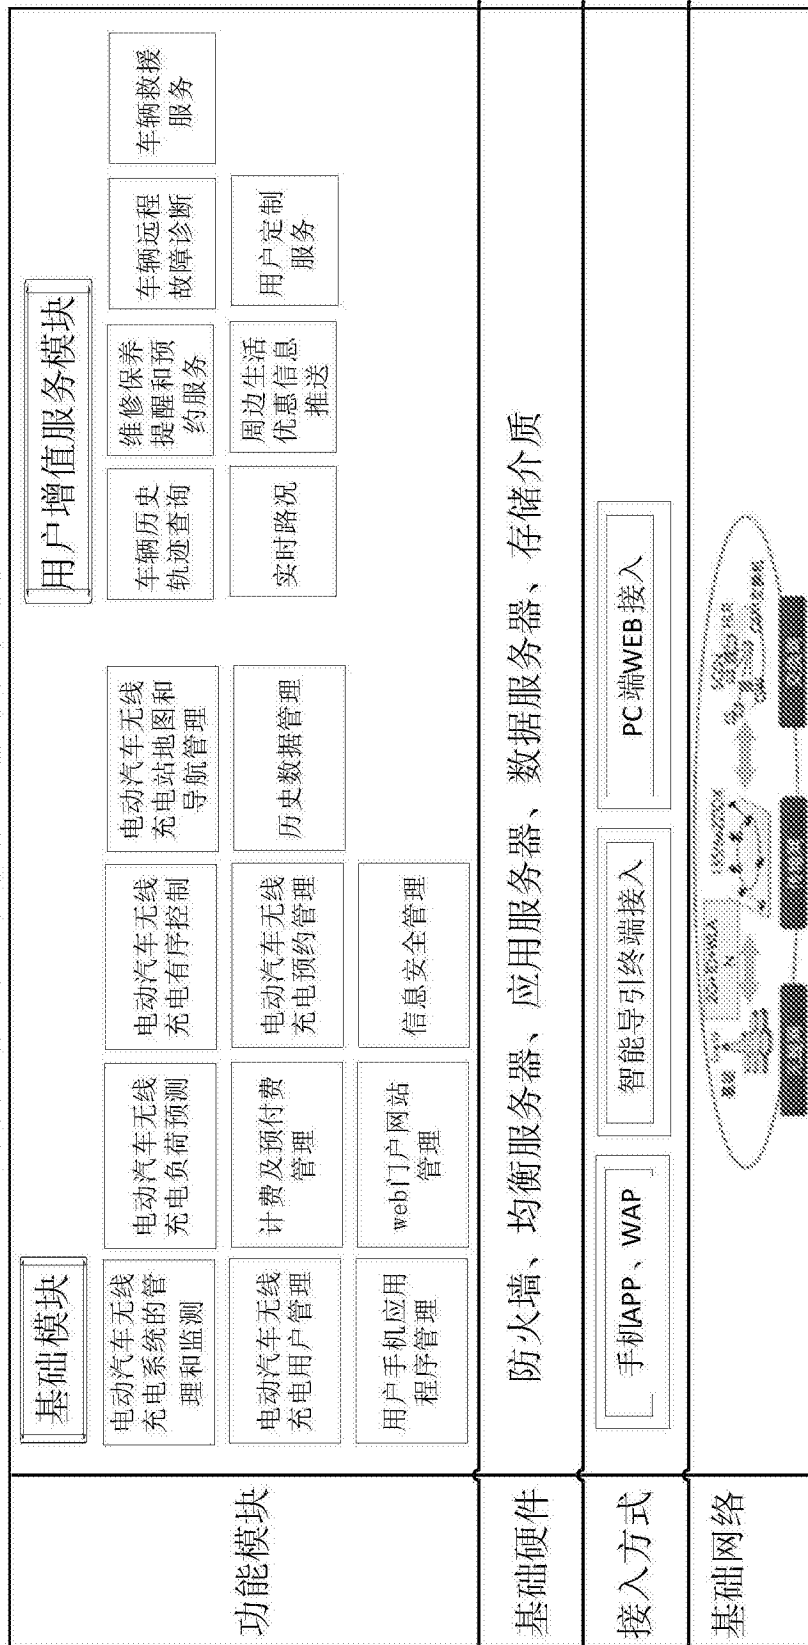 功能模块
基础模块
电动汽车无线
充电系统的管
理和监测
电动汽车无线
充电负荷预测
电动汽车无线
充电有序控制
电动汽车无线
充电站地图和
导航管理
电动汽车无线
充电用户管理
计费及预付费
管理
电动汽车无线
充电预约管理
历史数据管理
用户手机应用
程序管理
web门户网站
管理
信息安全管理
用户增值服务模块
车辆历史
轨迹查询
维修保养
提醒和预
约服务
车辆远程
故障诊断
车辆救援
服务
实时路况
周边生活
优惠信息
推送
用户定制
服务
基础硬件
防火墙、均衡服务器、应用服务器、数据服务器、存储介质
接入方式
手机APP、WAP
智能导引终端接入
PC端WEB接入
基础网络